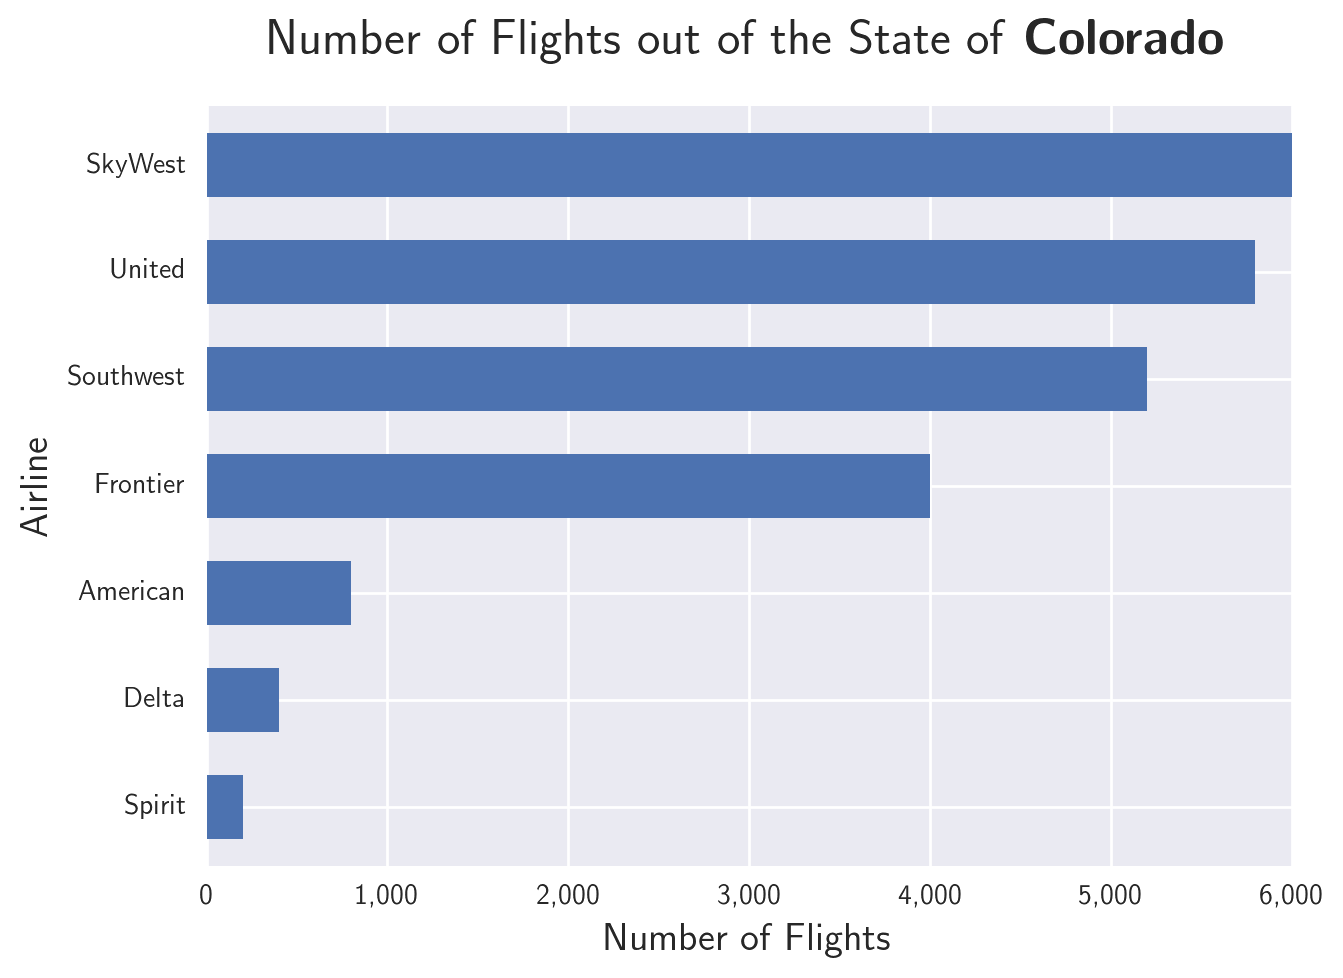 Number of Flights out of the State of Colorado
SkyWest
United
Southwest
Frontier
American
Delta
Spirit
Airline
0 1,000 2,000 3,000 4,000 5,000 6,000
Number of Flights